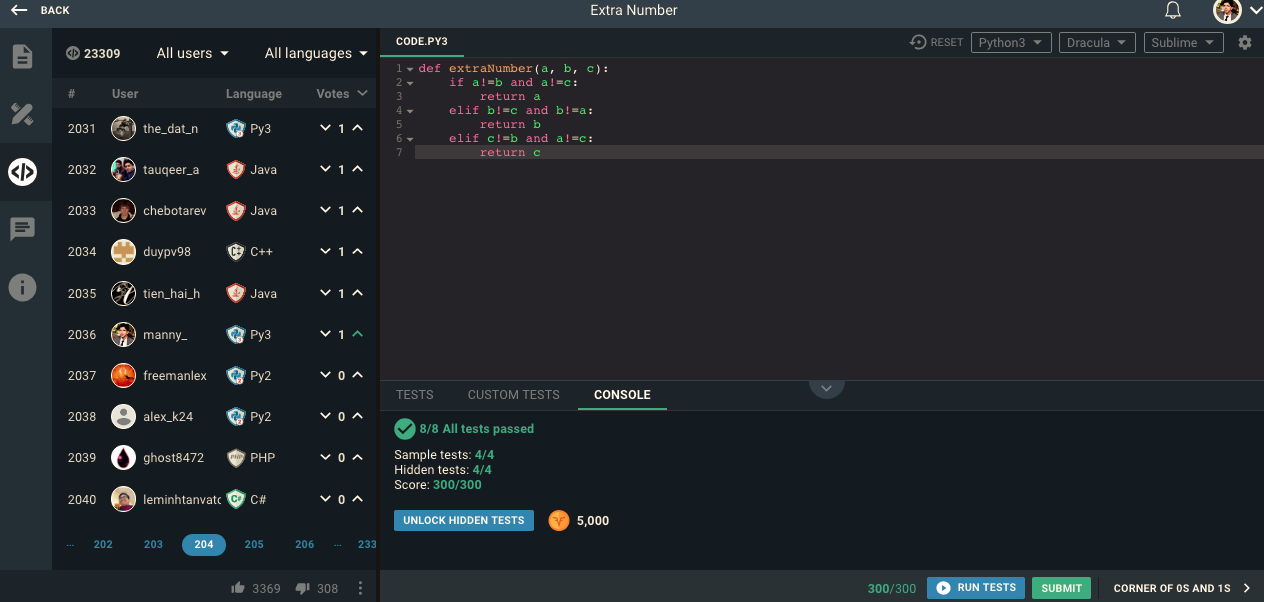 BACK
Extra Number
23309 All users All languages
# User Language Votes
2031 the_dat_n Py3 1
2032 tauqeer_a Java 1
2033 chebotarev Java 1
2034 duypv98 C++ 1
2035 tien_hai_h Java 1
2036 manny_ Py3 1
2037 freemanlex Py2 0
2038 alex_k24 Py2 0
2039 ghost8472 PHP 0
2040 leminhtanvatc C# 0
... 202 203 204 205 206 ... 233
3369 308
CODE.PY3
RESET Python3 Dracula Sublime
1 def extraNumber(a, b, c):
2 if a!=b and a!=c:
3 return a
4 elif b!=c and b!=a:
5 return b
6 elif c!=b and a!=c:
7 return c
TESTS CUSTOM TESTS CONSOLE
8/8 All tests passed
Sample tests: 4/4
Hidden tests: 4/4
Score: 300/300
UNLOCK HIDDEN TESTS 5,000
300/300 RUN TESTS SUBMIT CORNER OF 0S AND 1S